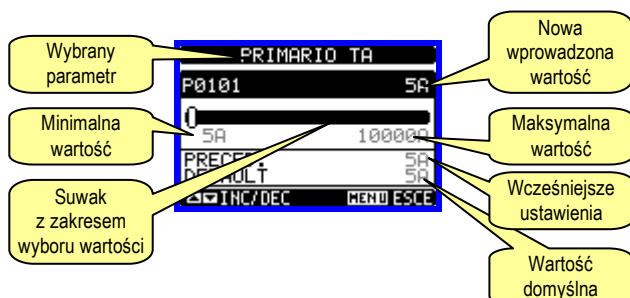 Wybrany
parametr
PRIMARIO TA
Nowa
wprowadzona
wartość
P0101 5A
Minimalna
wartość
5A 10000A
Maksymalna
wartość
PRECED. 5A
DEFAULT 5A
Wcześniejsze
ustawienia
Suwak
z zakresem
wyboru wartości
▲▼INC/DEC MENU ESCE
Wartość
domyślna